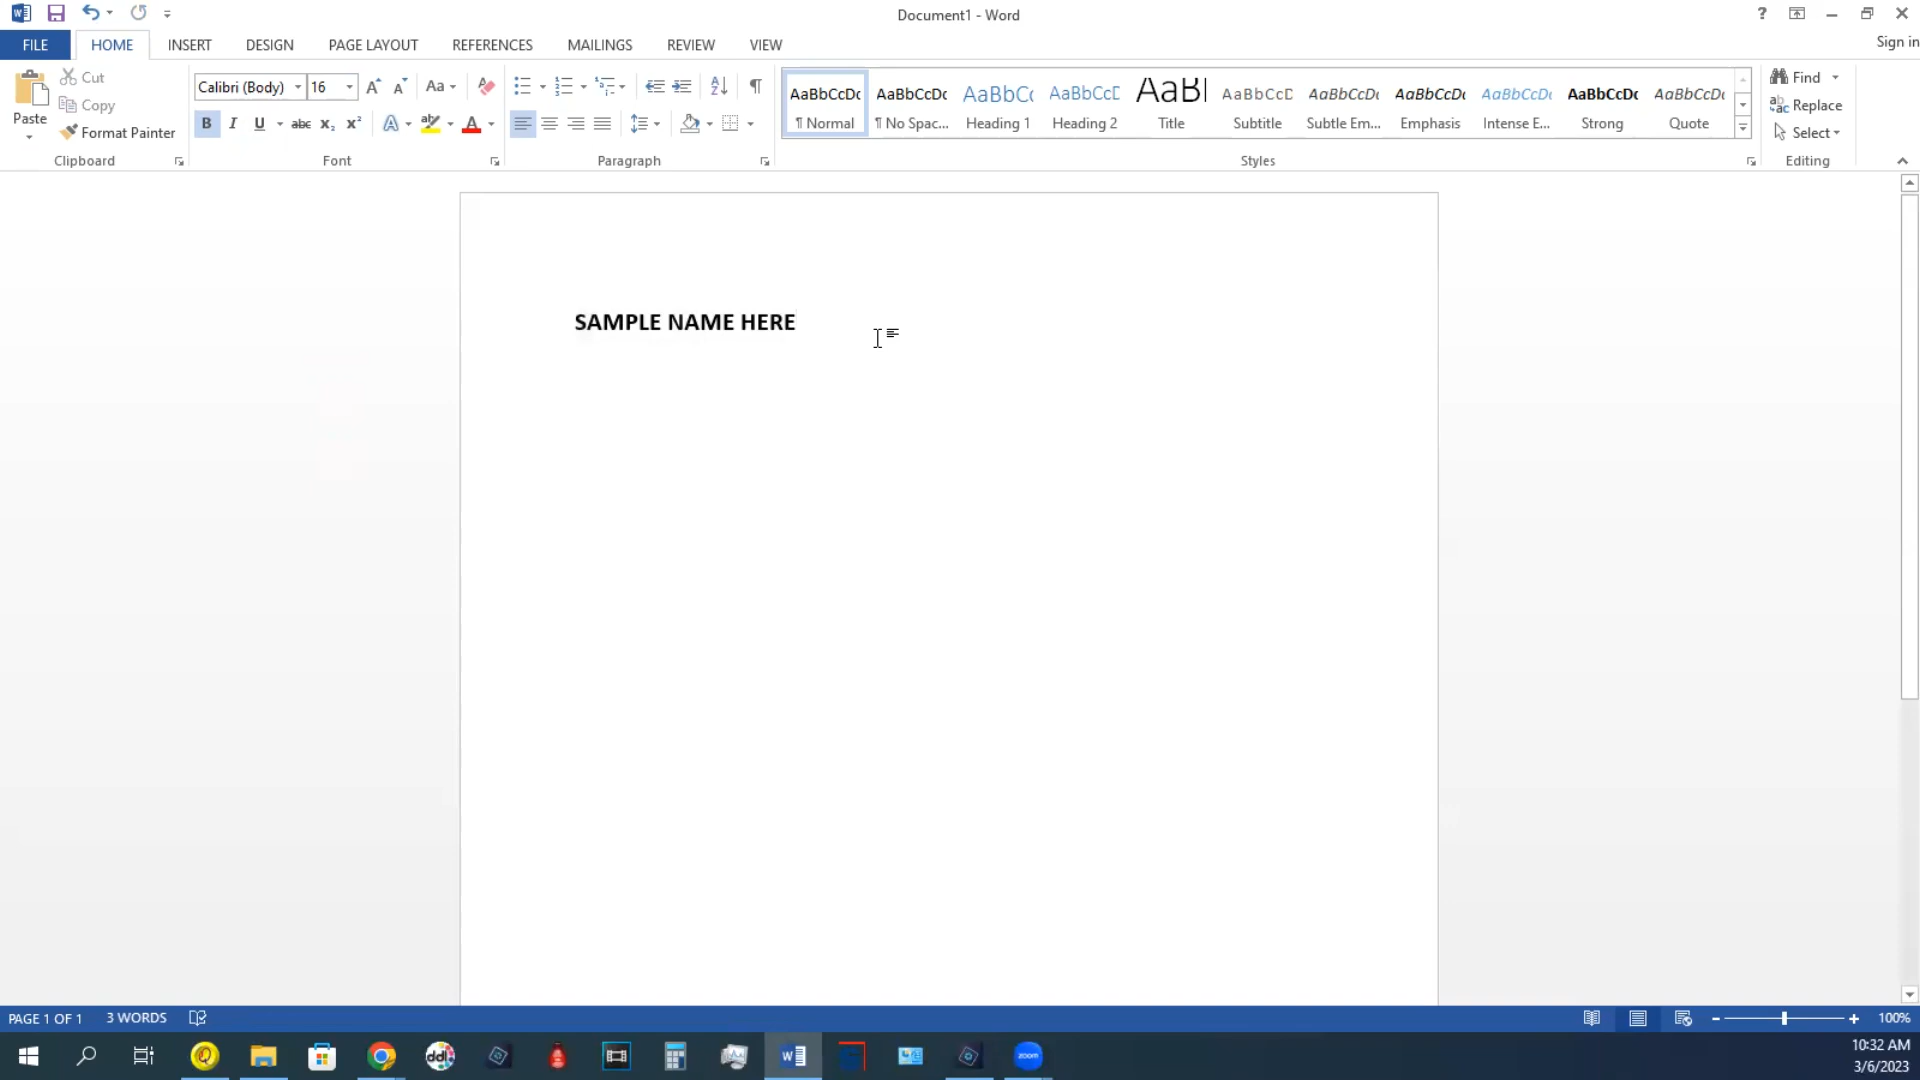 Document1 - Word
Sign in
FILE HOME INSERT DESIGN PAGE LAYOUT REFERENCES MAILINGS REVIEW VIEW
Paste
Cut
Copy
Format Painter
Clipboard
Calibri (Body) 16
Font
Paragraph
AaBbCcDc AaBbCcDc AaBbCc AaBbCcD AaBl AaBbCcD AaBbCcDc AaBbCcDc AaBbCcDc AaBbCcDc AaBbCcDc
¶ Normal ¶ No Spac... Heading 1 Heading 2 Title Subtitle Subtle Em... Emphasis Intense E... Strong Quote
Styles
Find
Replace
Select
Editing
SAMPLE NAME HERE
PAGE 1 OF 1 3 WORDS
100%
ddl
zoom
10:32 AM
3/6/2023